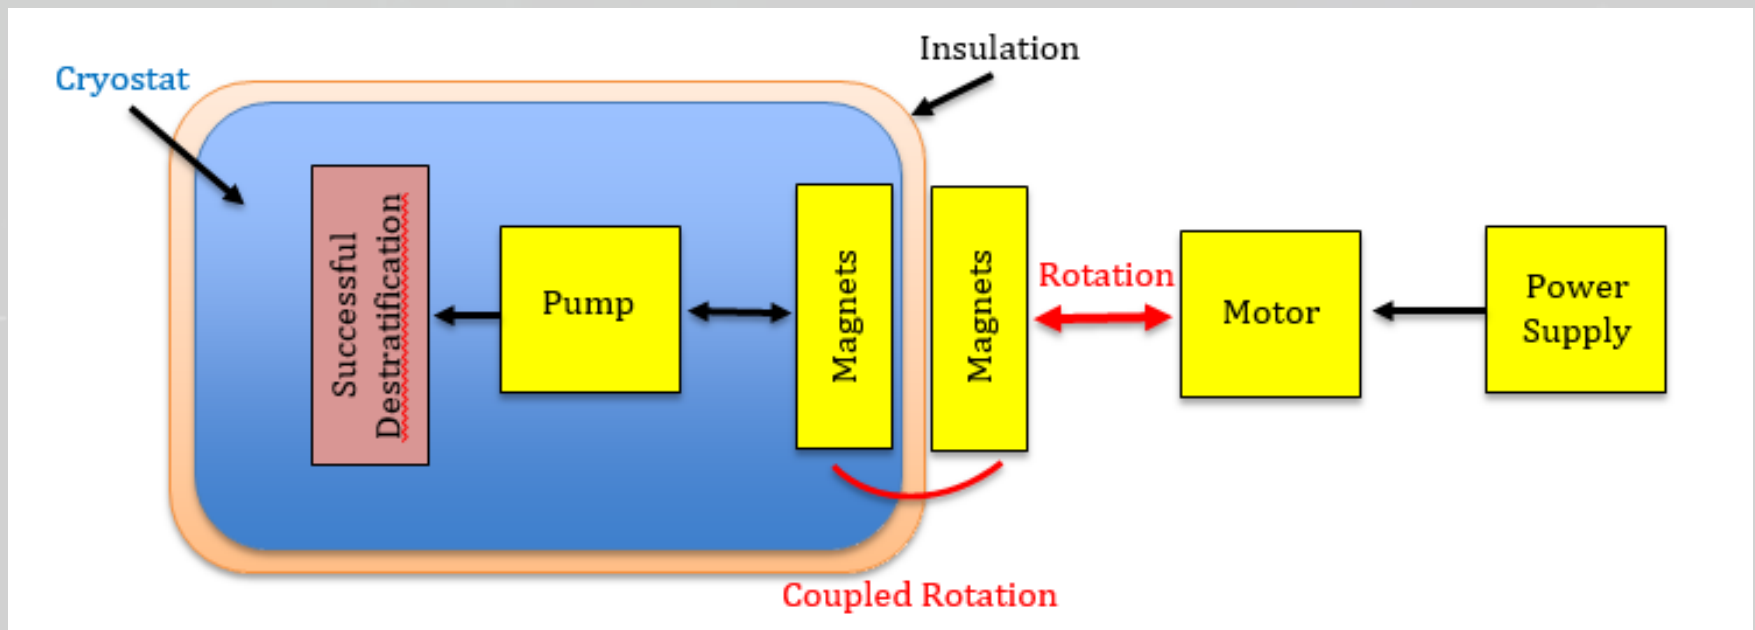 Cryostat
Insulation
Successful
Destratification
Pump
Magnets
Magnets
Rotation
Motor
Power
Supply
Coupled Rotation